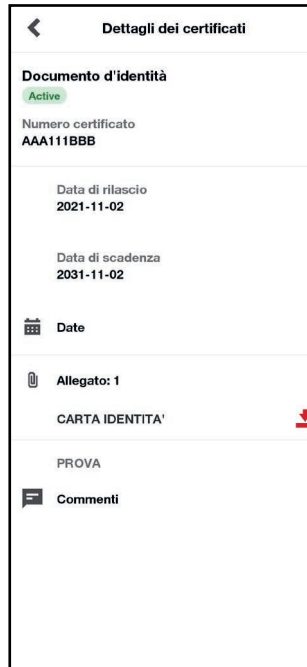 Dettagli dei certificati
Documento d'identità
Active
Numero certificato
AAA111BBB
Data di rilascio
2021-11-02
Data di scadenza
2031-11-02
Date
Allegato: 1
CARTA IDENTITA'
PROVA
Commenti